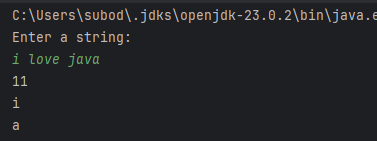 C:\Users\subod\.jdks\openjdk-23.0.2\bin\java.e
Enter a string:
i love java
11
i
a